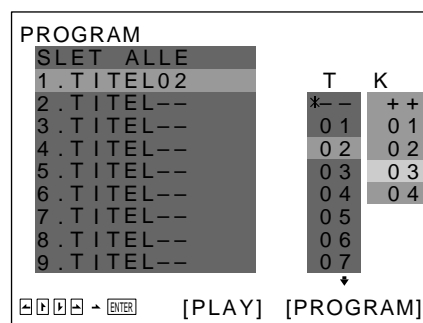 PROGRAM
SLET ALLE
1.TITEL02
2.TITEL––
3.TITEL––
4.TITEL––
5.TITEL––
6.TITEL––
7.TITEL––
8.TITEL––
9.TITEL––
T K
*–– ++
01 01
02 02
03 03
04 04
05
06
07
ENTER [PLAY] [PROGRAM]